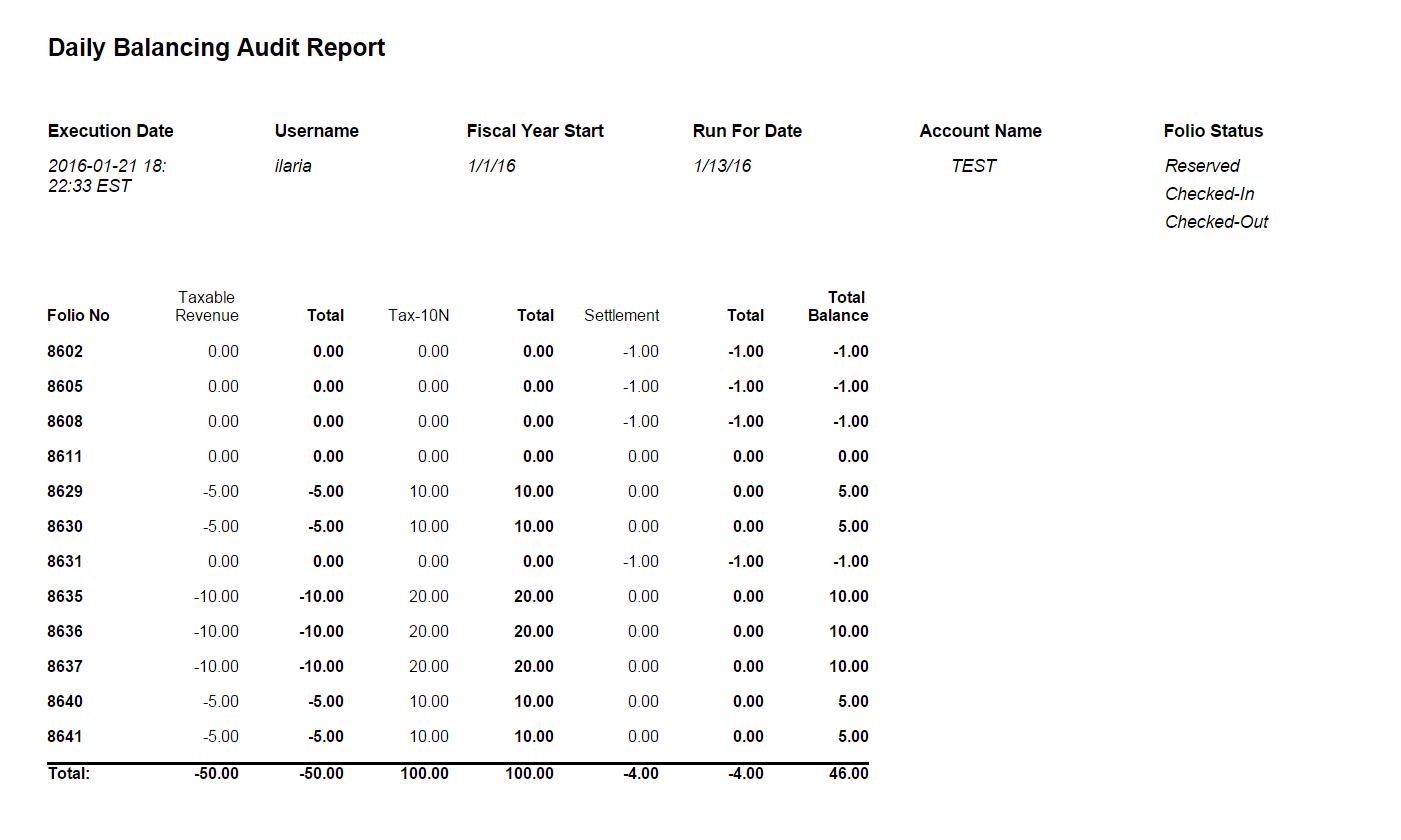 Daily Balancing Audit Report
Execution Date Username Fiscal Year Start Run For Date Account Name Folio Status
2016-01-21 18: ilaria 1/1/16 1/13/16 TEST Reserved
22:33 EST
Checked-In
Checked-Out
Taxable Total
Folio No Revenue Total Tax-10N Total Settlement Total Balance
8602 0.00 0.00 0.00 0.00 -1.00 -1.00 -1.00
8605 0.00 0.00 0.00 0.00 -1.00 -1.00 -1.00
8608 0.00 0.00 0.00 0.00 -1.00 -1.00 -1.00
8611 0.00 0.00 0.00 0.00 0.00 0.00 0.00
8629 -5.00 -5.00 10.00 10.00 0.00 0.00 5.00
8630 -5.00 -5.00 10.00 10.00 0.00 0.00 5.00
8631 0.00 0.00 0.00 0.00 -1.00 -1.00 -1.00
8635 -10.00 -10.00 20.00 20.00 0.00 0.00 10.00
8636 -10.00 -10.00 20.00 20.00 0.00 0.00 10.00
8637 -10.00 -10.00 20.00 20.00 0.00 0.00 10.00
8640 -5.00 -5.00 10.00 10.00 0.00 0.00 5.00
8641 -5.00 -5.00 10.00 10.00 0.00 0.00 5.00
Total: -50.00 -50.00 100.00 100.00 -4.00 -4.00 46.00